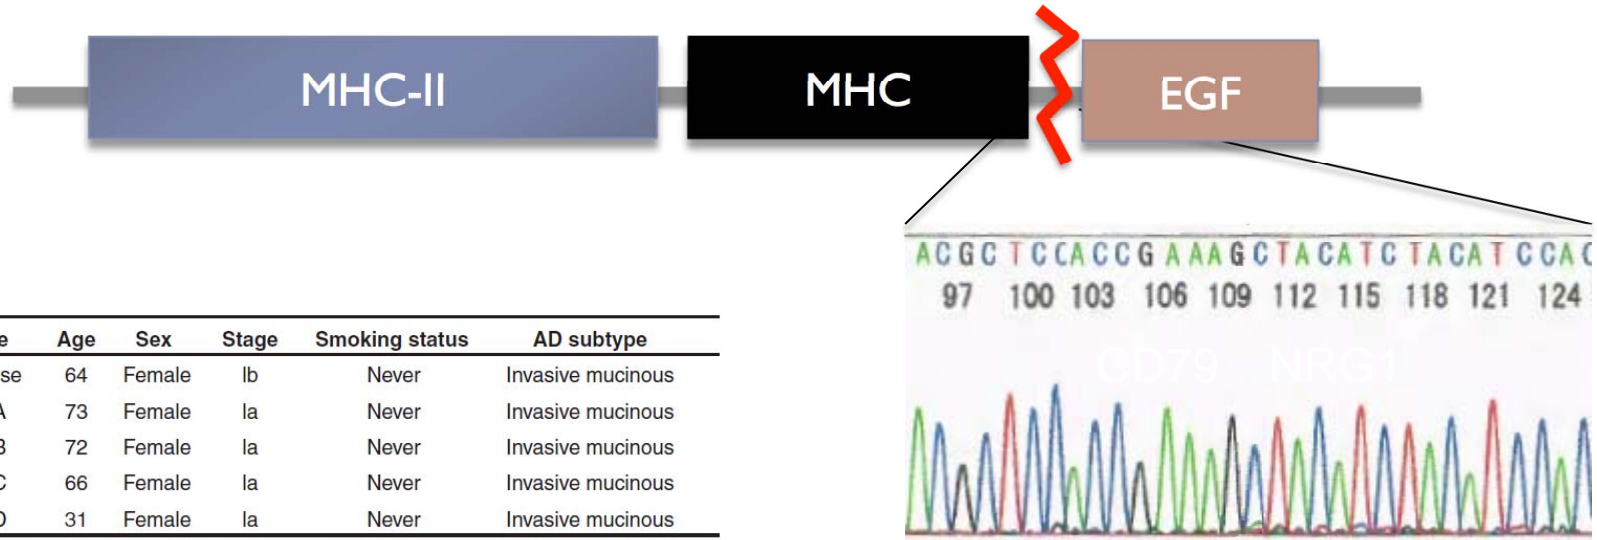 MHC-II MHC EGF
A C G C T C C A C C G A A A G C T A C A T C T A C A T C C A C
97 100 103 106 109 112 115 118 121 124
CD79 NRG1
e Age Sex Stage Smoking status AD subtype
se 64 Female Ib Never Invasive mucinous
A 73 Female Ia Never Invasive mucinous
B 72 Female Ia Never Invasive mucinous
C 66 Female Ia Never Invasive mucinous
D 31 Female Ia Never Invasive mucinous